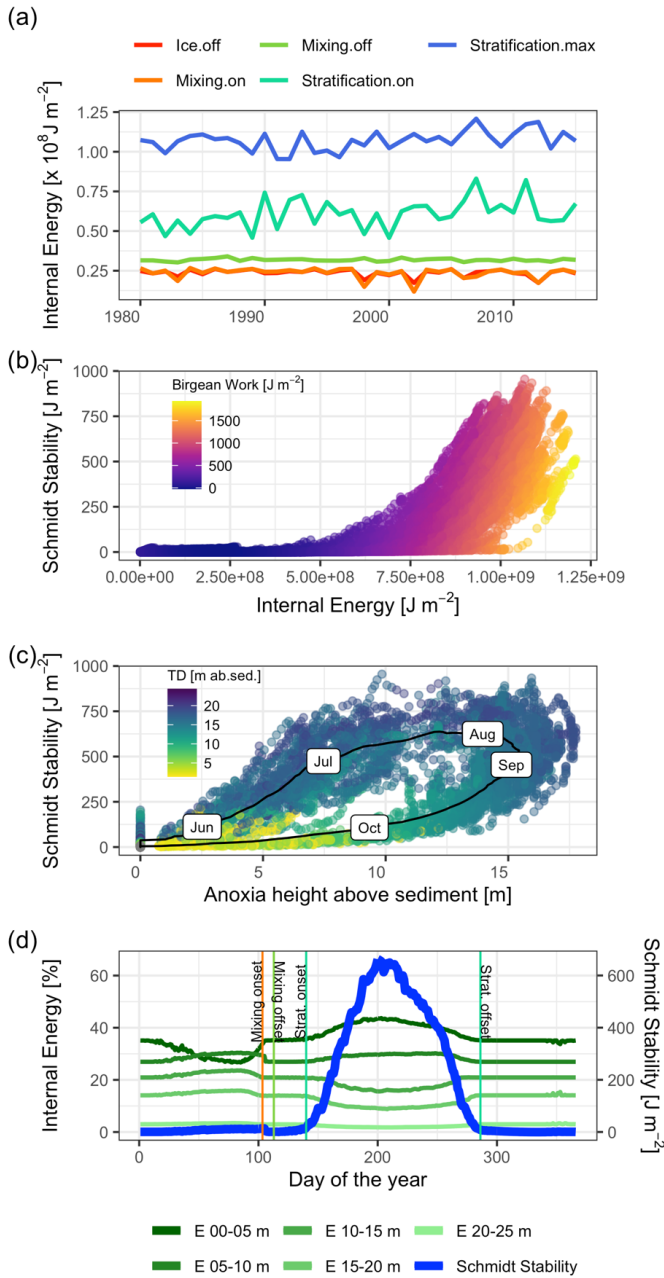 (a)
Ice.off
Mixing.off
Stratification.max
Mixing.on
Stratification.on
Internal Energy [x 10⁸J m⁻²]
1.25
1.00
0.75
0.50
0.25
1980
1990
2000
2010
(b)
Schmidt Stability [J m⁻²]
1000
750
500
250
0
Birgean Work [J m⁻²]
1500
1000
500
0
0.00e+00
2.50e+08
5.00e+08
7.50e+08
1.00e+09
1.25e+09
Internal Energy [J m⁻²]
(c)
Schmidt Stability [J m⁻²]
1000
750
500
250
0
TD [m ab.sed.]
20
15
10
5
Jun
Jul
Aug
Sep
Oct
0
5
10
15
Anoxia height above sediment [m]
(d)
Internal Energy [%]
60
40
20
0
Mixing onset
Mixing offset
Strat. onset
Strat. offset
600
400
200
0
Schmidt Stability [J m⁻²]
0
100
200
300
Day of the year
E 00-05 m
E 10-15 m
E 20-25 m
E 05-10 m
E 15-20 m
Schmidt Stability